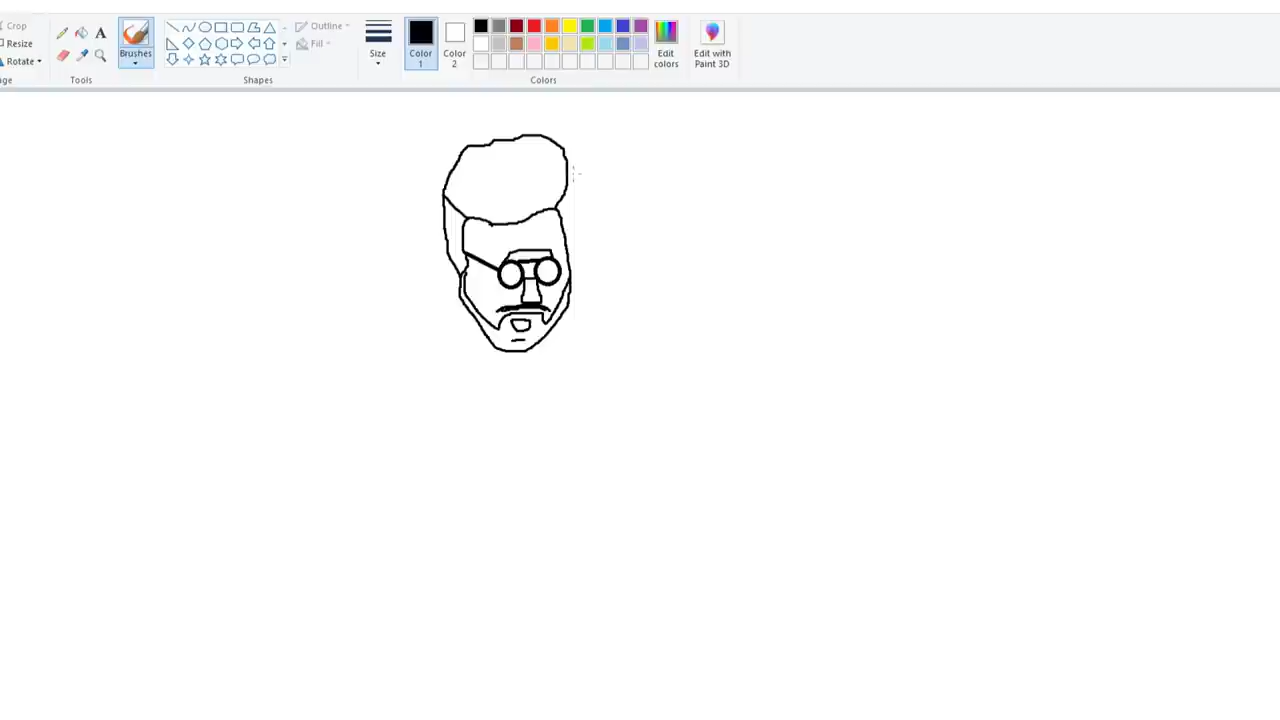 Crop
Resize
Rotate
ge
A
Tools
Brushes
Shapes
Outline
Fill
Size
Color 1
Color 2
Colors
Edit colors
Edit with Paint 3D